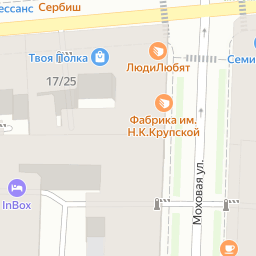 ессанс
Сербиш
Твоя Полка
ЛюдиЛюбят
Семи
17/25
Фабрика им.
Н.К.Крупской
Моховая ул.
InBox